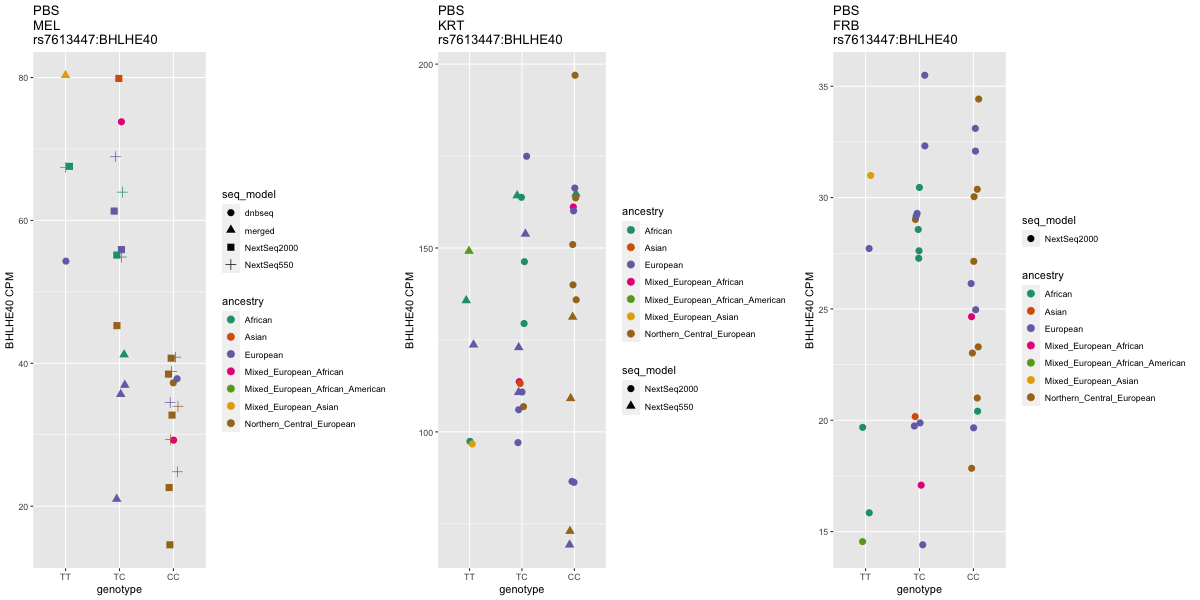 PBS
MEL
rs7613447:BHLHE40
80
60
40
20
BHLHE40 CPM
TT
TC
CC
genotype
seq_model
dnbseq
merged
NextSeq2000
NextSeq550
ancestry
African
Asian
European
Mixed_European_African
Mixed_European_African_American
Mixed_European_Asian
Northern_Central_European
PBS
KRT
rs7613447:BHLHE40
200
150
100
BHLHE40 CPM
TT
TC
CC
genotype
ancestry
African
Asian
European
Mixed_European_African
Mixed_European_African_American
Mixed_European_Asian
Northern_Central_European
seq_model
NextSeq2000
NextSeq550
PBS
FRB
rs7613447:BHLHE40
35
30
25
20
15
BHLHE40 CPM
TT
TC
CC
genotype
seq_model
NextSeq2000
ancestry
African
Asian
European
Mixed_European_African
Mixed_European_African_American
Mixed_European_Asian
Northern_Central_European